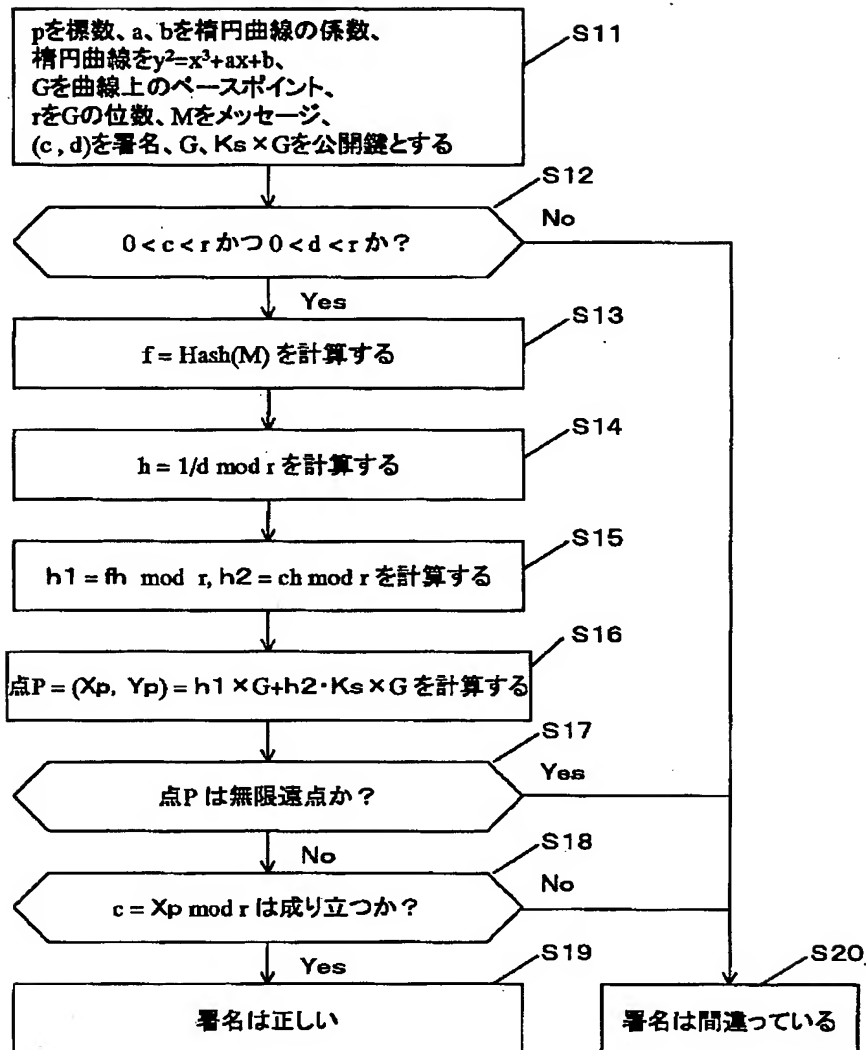 pを標数、a、bを楕円曲線の係数、
楕円曲線をy²=x³+ax+b、
Gを曲線上のベースポイント、
rをGの位数、Mをメッセージ、
(c , d)を署名、G、Ks×Gを公開鍵とする
S11
S12
0 < c < r かつ 0 < d < r か?
No
Yes
S13
f = Hash(M) を計算する
S14
h = 1/d mod r を計算する
S15
h1 = fh mod r, h2 = ch mod r を計算する
S16
点P = (Xp, Yp) = h1 × G+h2・Ks × G を計算する
S17
点P は無限遠点か?
Yes
No
S18
c = Xp mod r は成り立つか?
No
Yes
S19
署名は正しい
S20
署名は間違っている